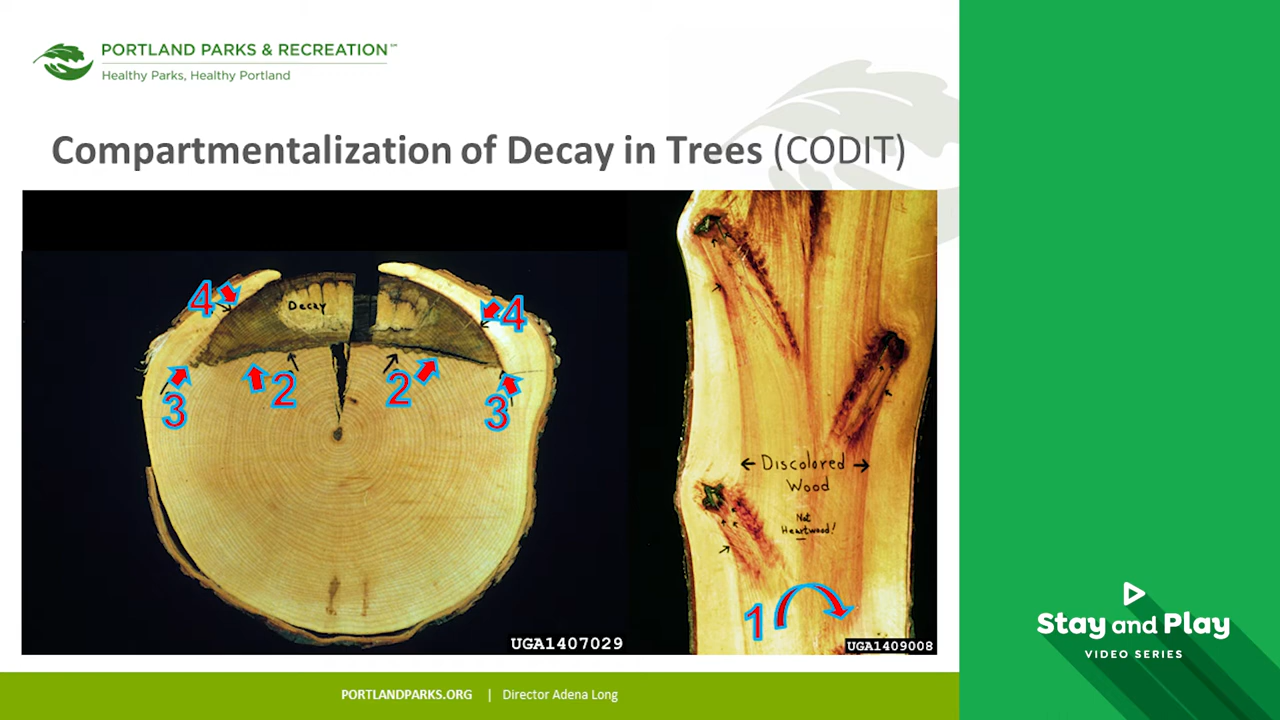 PORTLAND PARKS & RECREATION℠
Healthy Parks, Healthy Portland
Compartmentalization of Decay in Trees (CODIT)
4
Decay
4
3
2
2
3
UGA1407029
← Discolored →
Wood
Not
Heartwood!
1
UGA1409008
Stay and Play
VIDEO SERIES
PORTLANDPARKS.ORG | Director Adena Long